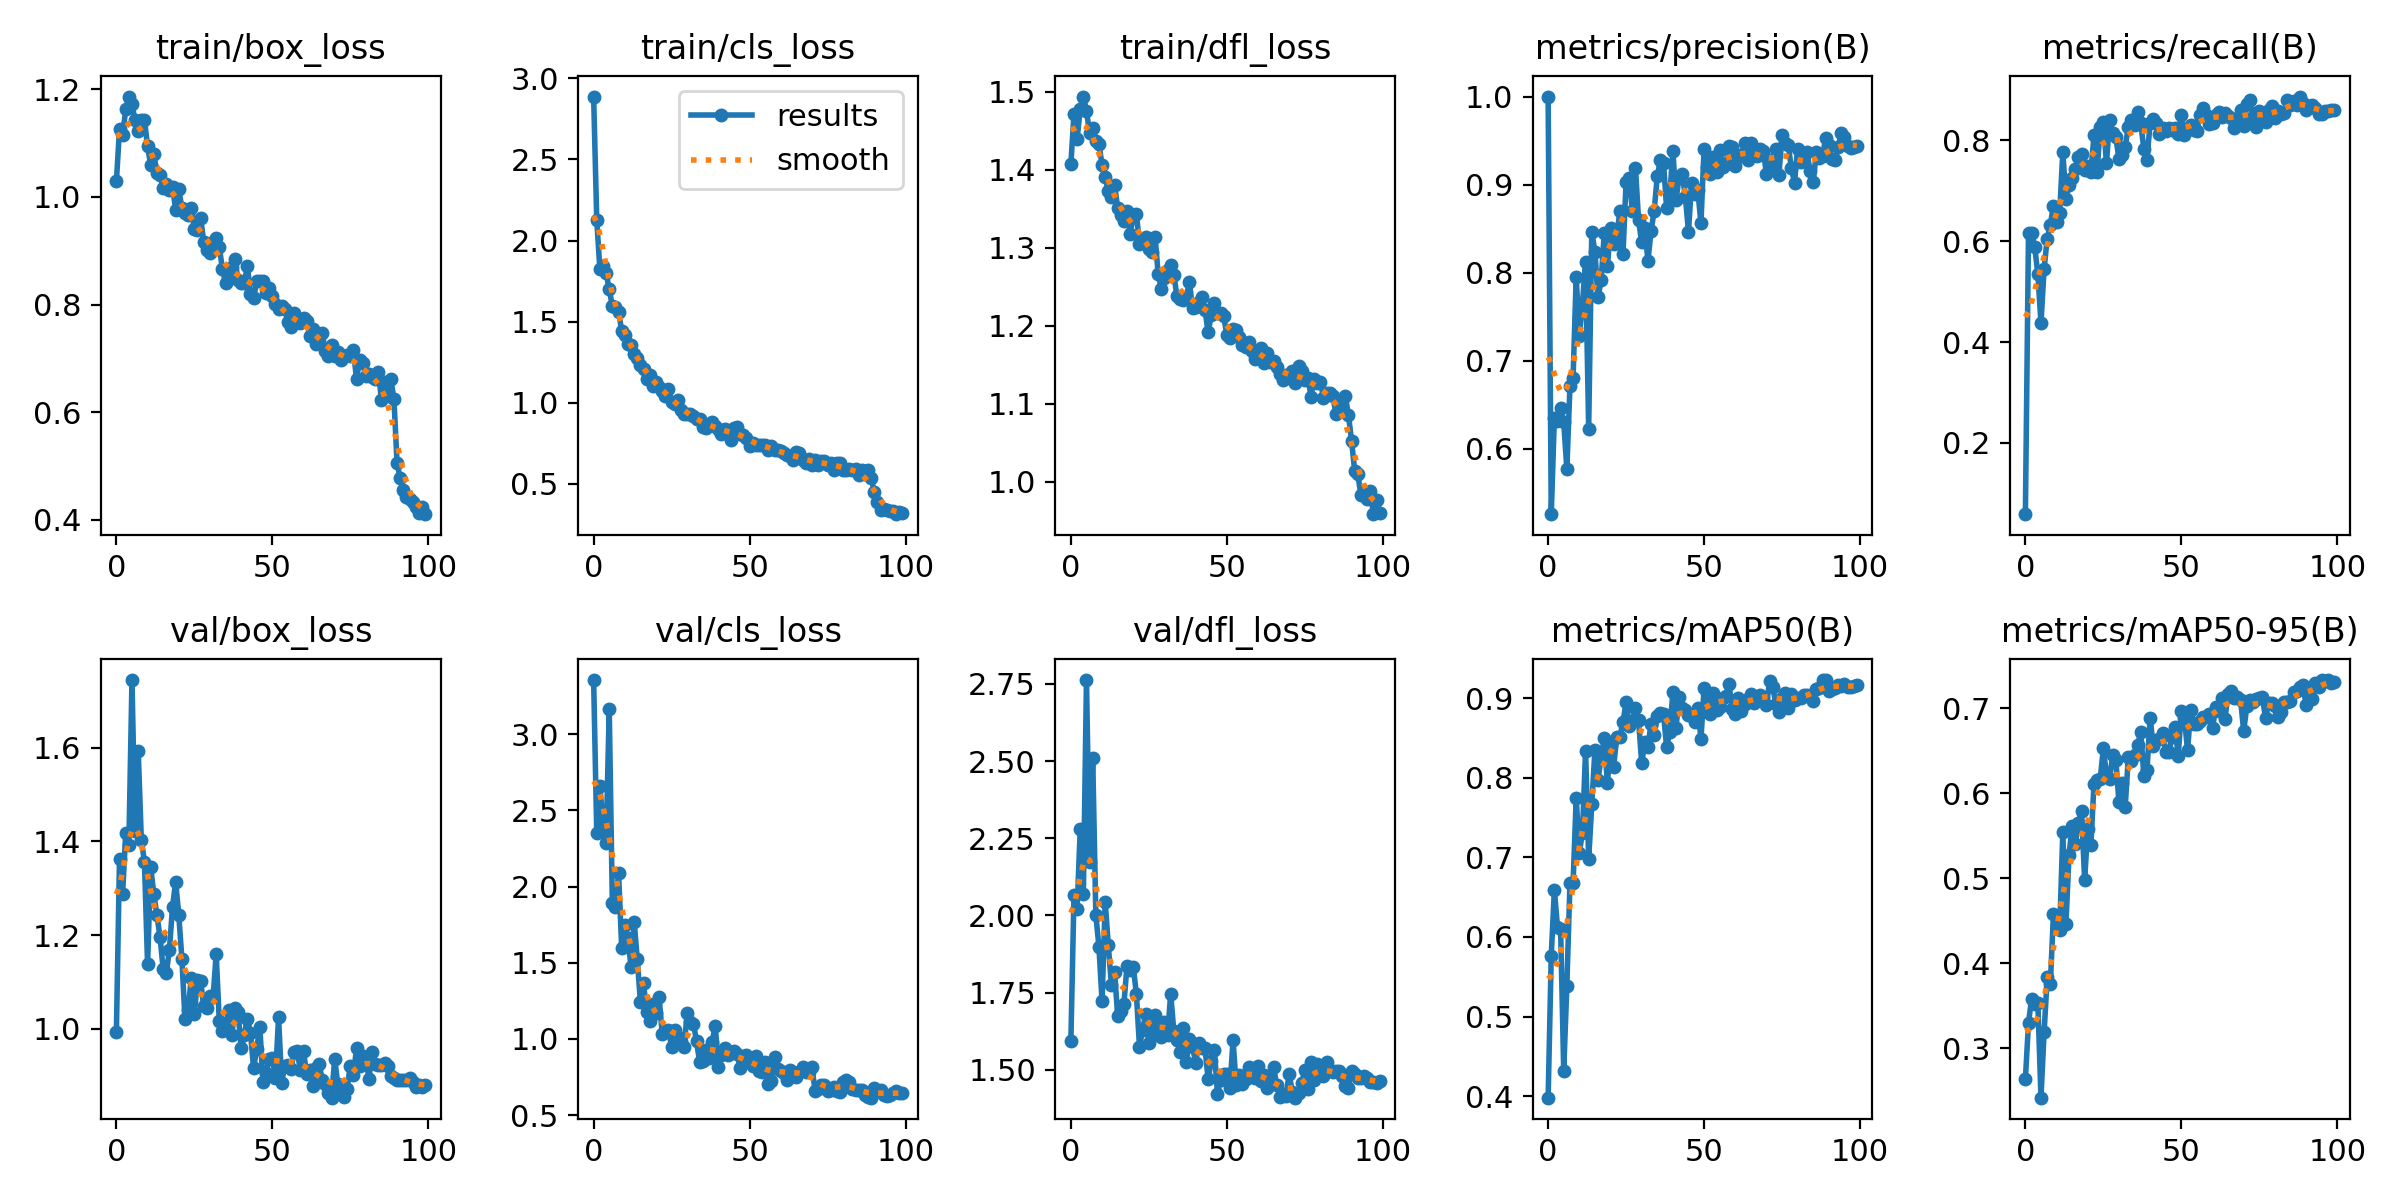 train/box_loss
1.2
1.0
0.8
0.6
0.4
0 50 100
train/cls_loss
3.0
2.5
2.0
1.5
1.0
0.5
0 50 100
results
smooth
train/dfl_loss
1.5
1.4
1.3
1.2
1.1
1.0
0 50 100
metrics/precision(B)
1.0
0.9
0.8
0.7
0.6
0 50 100
metrics/recall(B)
0.8
0.6
0.4
0.2
0 50 100
val/box_loss
1.6
1.4
1.2
1.0
0 50 100
val/cls_loss
3.0
2.5
2.0
1.5
1.0
0.5
0 50 100
val/dfl_loss
2.75
2.50
2.25
2.00
1.75
1.50
0 50 100
metrics/mAP50(B)
0.9
0.8
0.7
0.6
0.5
0.4
0 50 100
metrics/mAP50-95(B)
0.7
0.6
0.5
0.4
0.3
0 50 100